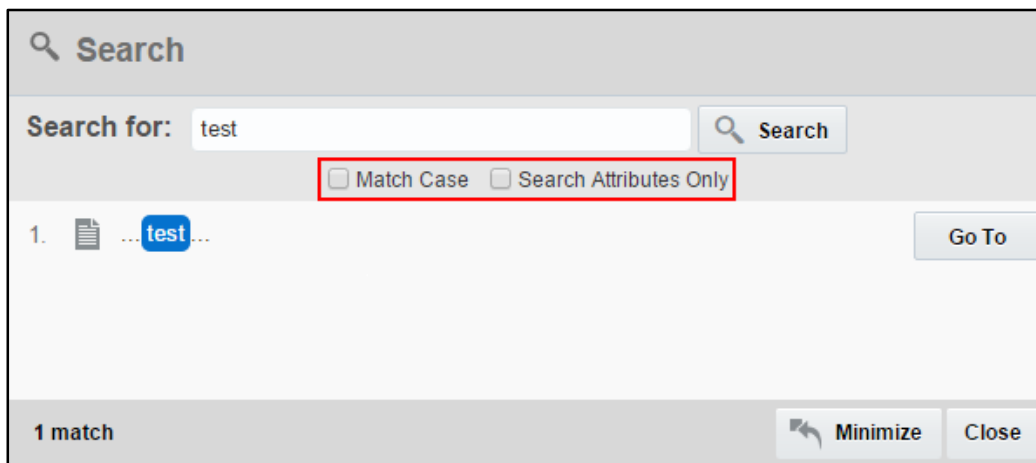 Search
Search for: test Search
Match Case Search Attributes Only
1. ...test... Go To
1 match Minimize Close